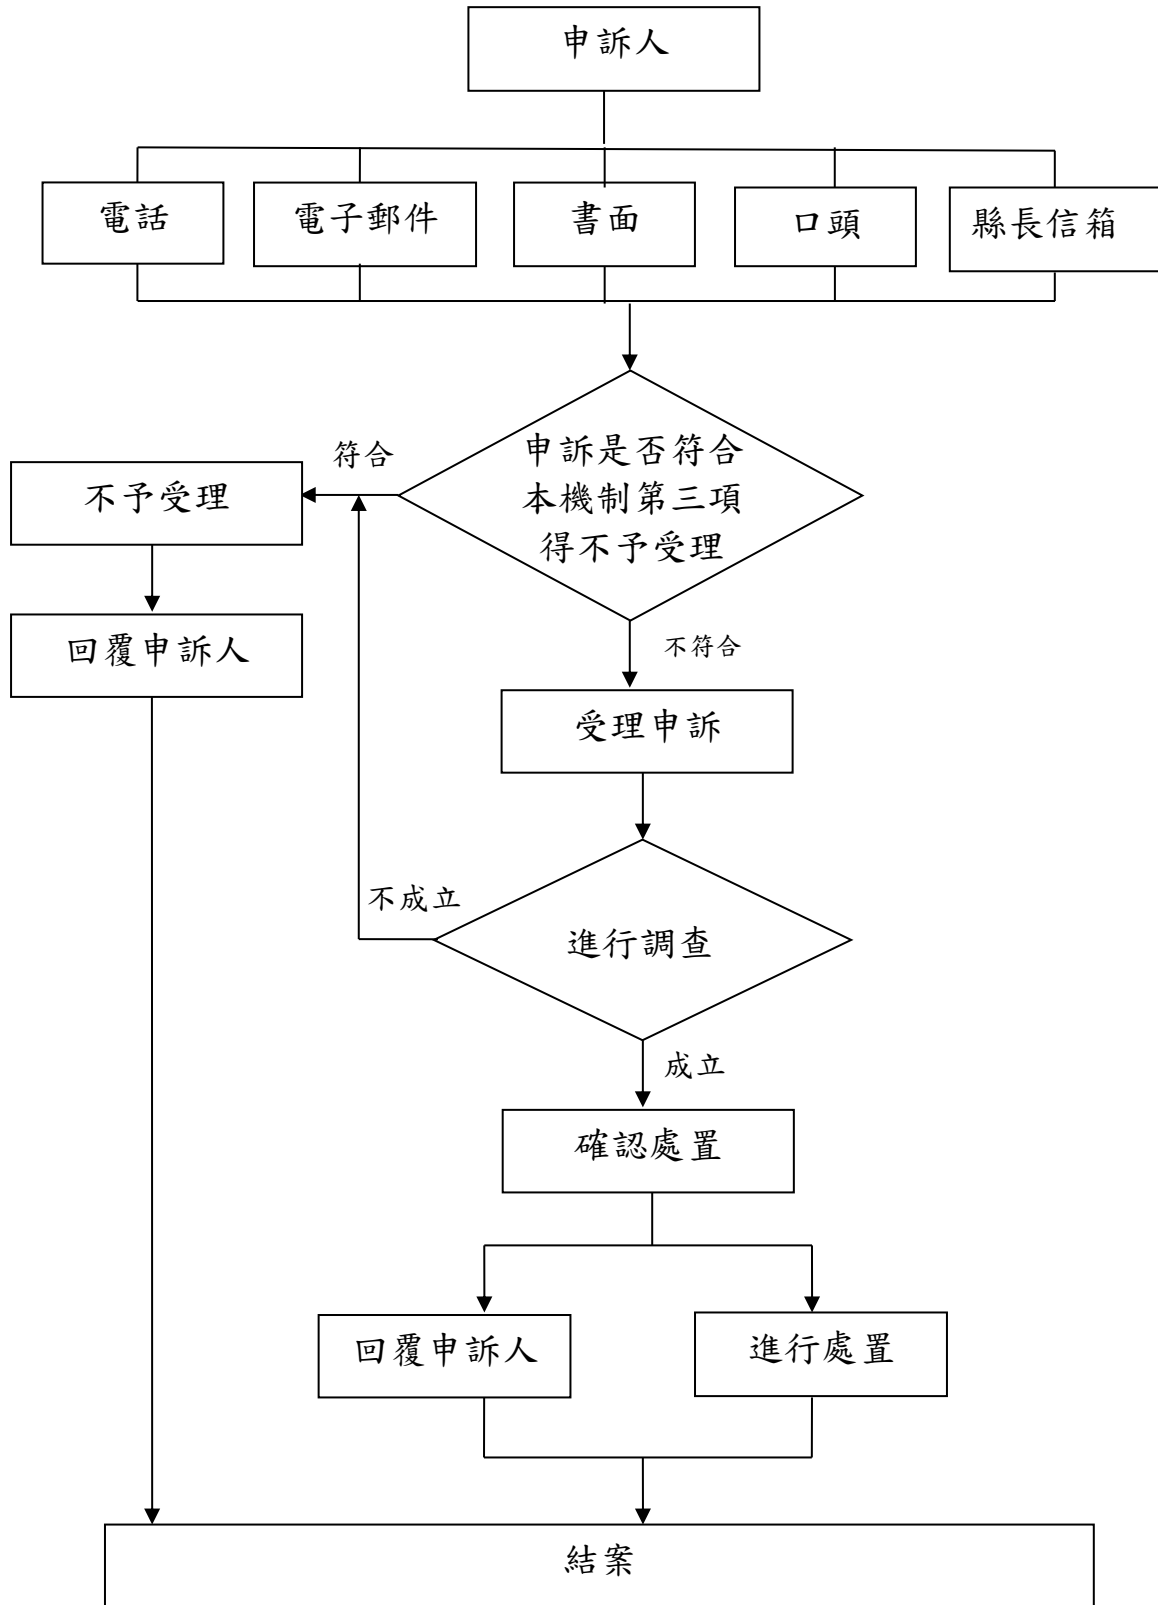 申訴人
電話
電子郵件
書面
口頭
縣長信箱
申訴是否符合
本機制第三項
得不予受理
符合
不予受理
回覆申訴人
不符合
受理申訴
不成立
進行調查
成立
確認處置
回覆申訴人
進行處置
結案